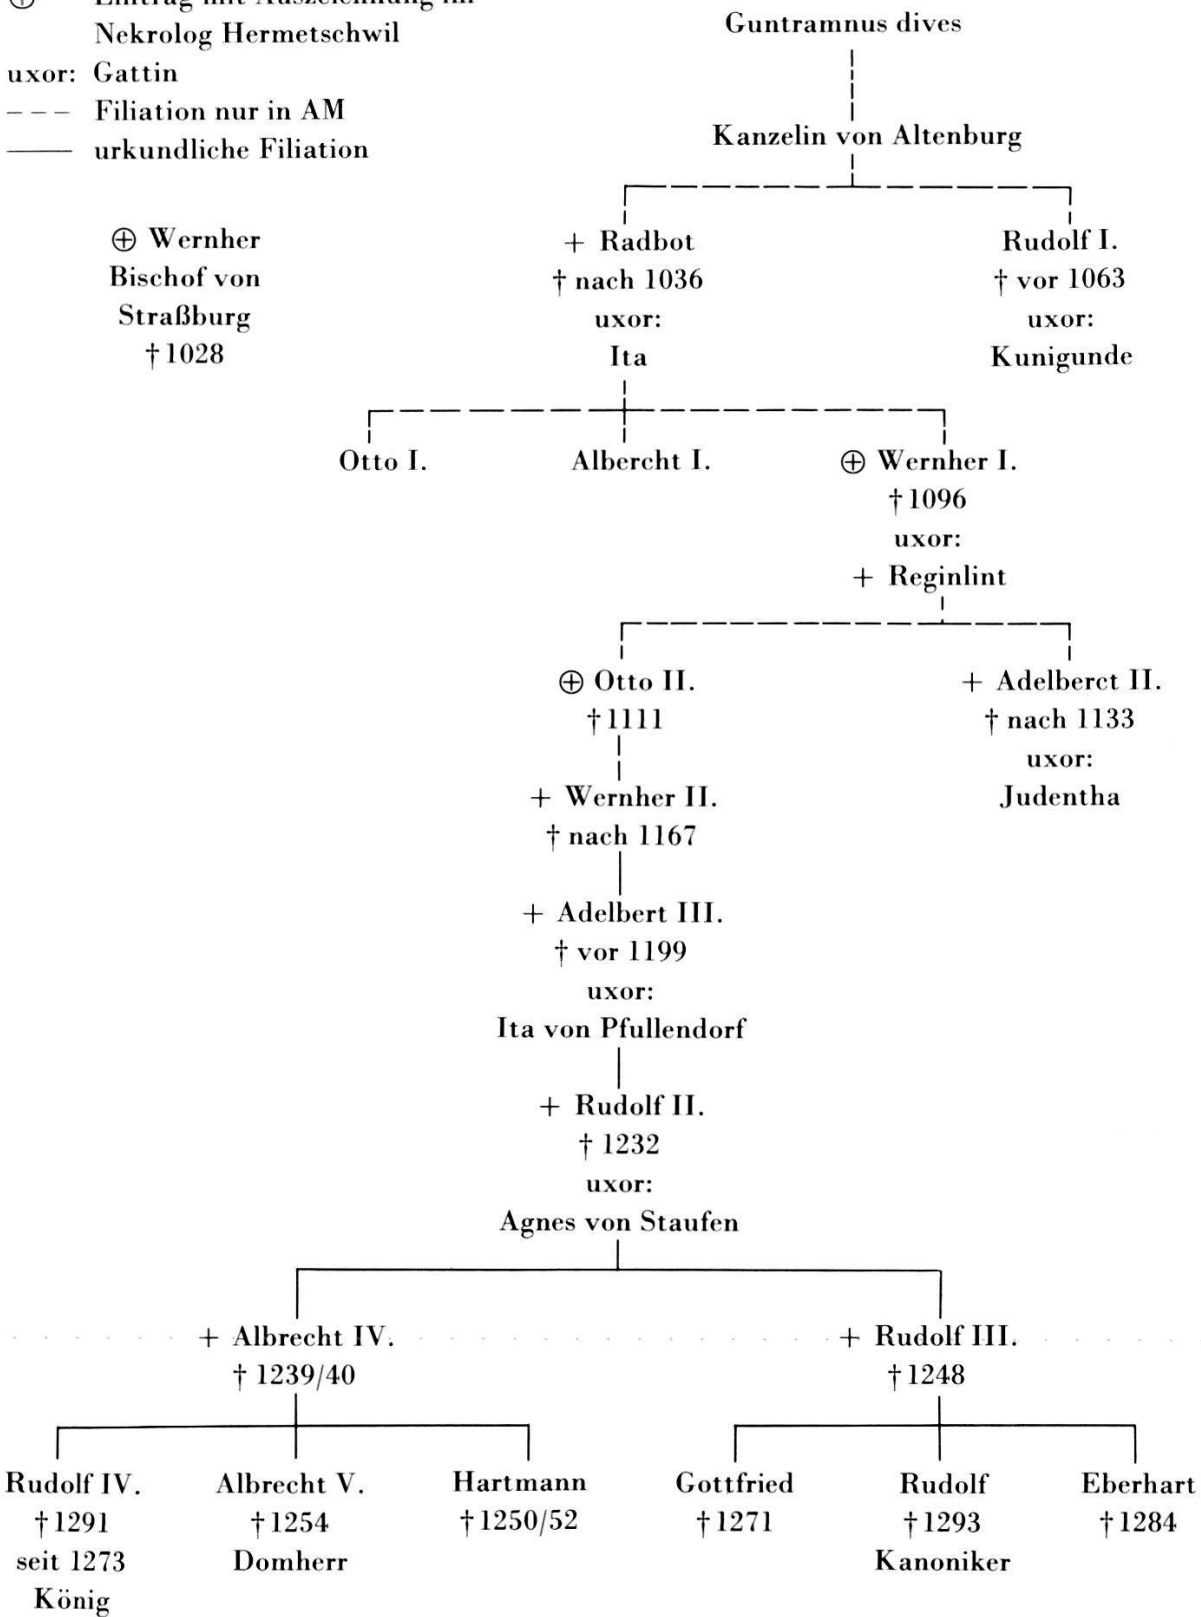 ⊕ Eintrag mit Auszeichnung im
Nekrolog Hermetschwil
uxor: Gattin
– – – Filiation nur in AM
—— urkundliche Filiation
Guntramnus dives
Kanzelin von Altenburg
⊕ Wernher
Bischof von
Straßburg
† 1028
+ Radbot
† nach 1036
uxor:
Ita
Rudolf I.
† vor 1063
uxor:
Kunigunde
Otto I.
Albercht I.
⊕ Wernher I.
† 1096
uxor:
+ Reginlint
⊕ Otto II.
† 1111
+ Adelberct II.
† nach 1133
uxor:
Judentha
+ Wernher II.
† nach 1167
+ Adelbert III.
† vor 1199
uxor:
Ita von Pfullendorf
+ Rudolf II.
† 1232
uxor:
Agnes von Staufen
+ Albrecht IV.
† 1239/40
+ Rudolf III.
† 1248
Rudolf IV.
† 1291
seit 1273
König
Albrecht V.
† 1254
Domherr
Hartmann
† 1250/52
Gottfried
† 1271
Rudolf
† 1293
Kanoniker
Eberhart
† 1284